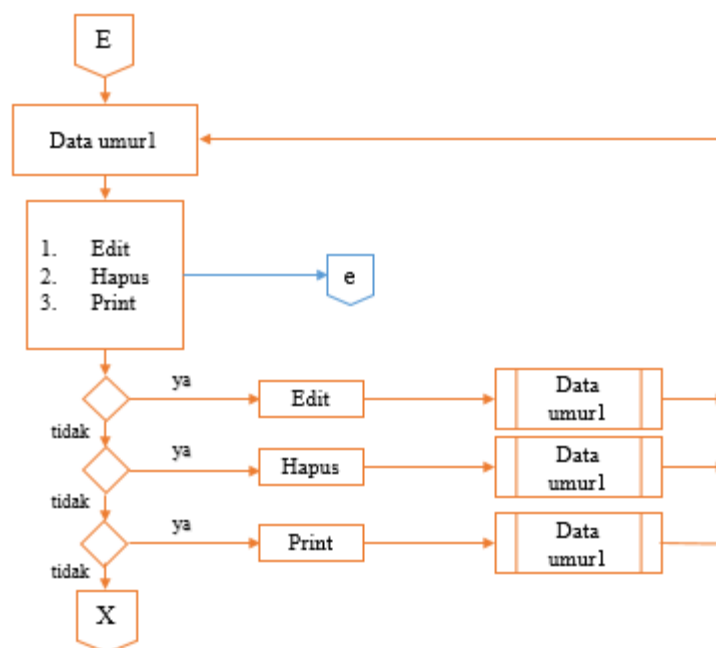 E
Data umur1
1. Edit
2. Hapus
3. Print
e
ya
Edit
Data
umur1
tidak
ya
Hapus
Data
umur1
tidak
ya
Print
Data
umur1
tidak
X